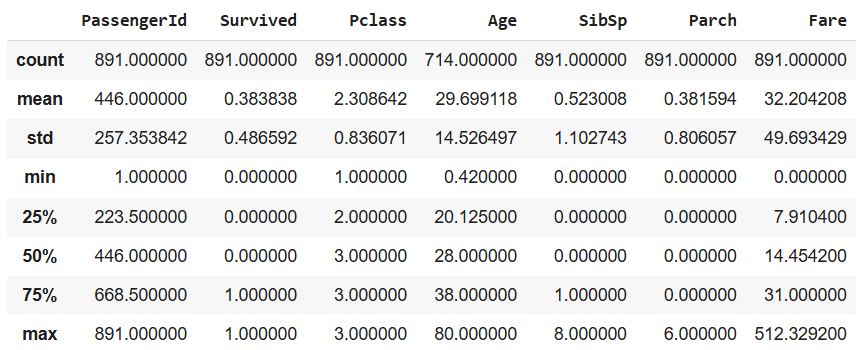 PassengerId Survived Pclass Age SibSp Parch Fare
count 891.000000 891.000000 891.000000 714.000000 891.000000 891.000000 891.000000
mean 446.000000 0.383838 2.308642 29.699118 0.523008 0.381594 32.204208
std 257.353842 0.486592 0.836071 14.526497 1.102743 0.806057 49.693429
min 1.000000 0.000000 1.000000 0.420000 0.000000 0.000000 0.000000
25% 223.500000 0.000000 2.000000 20.125000 0.000000 0.000000 7.910400
50% 446.000000 0.000000 3.000000 28.000000 0.000000 0.000000 14.454200
75% 668.500000 1.000000 3.000000 38.000000 1.000000 0.000000 31.000000
max 891.000000 1.000000 3.000000 80.000000 8.000000 6.000000 512.329200